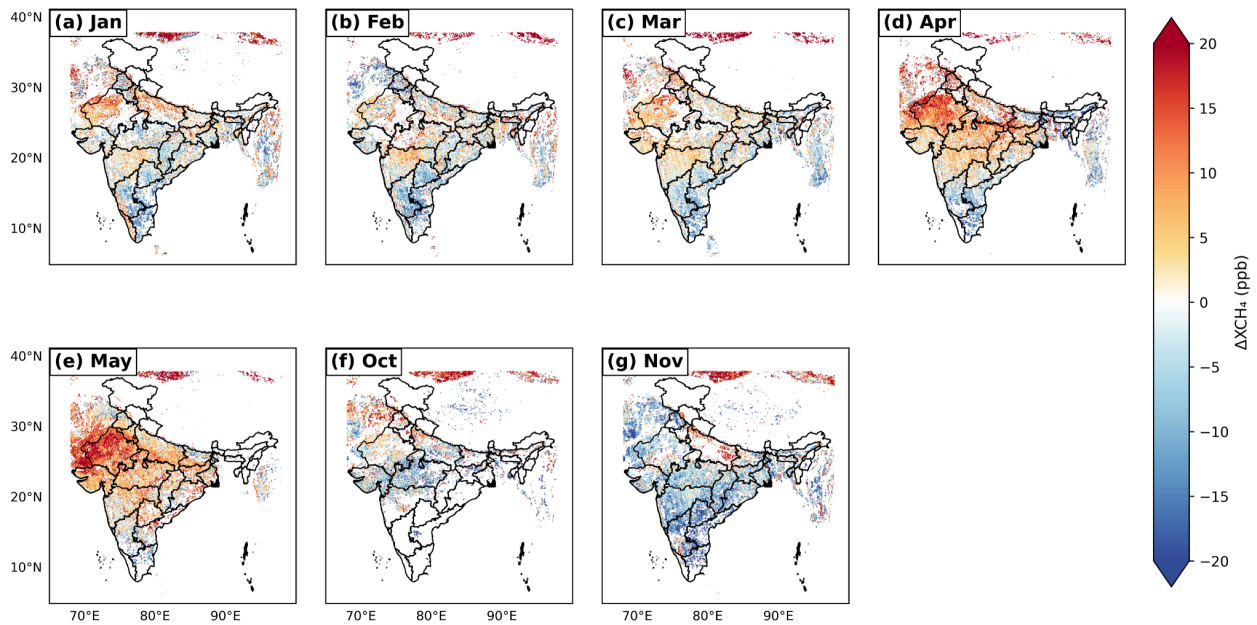 (a) Jan
(b) Feb
(c) Mar
(d) Apr
40°N
30°N
20°N
10°N
20
15
10
5
0
−5
−10
−15
−20
ΔXCH₄ (ppb)
(e) May
(f) Oct
(g) Nov
40°N
30°N
20°N
10°N
70°E 80°E 90°E
70°E 80°E 90°E
70°E 80°E 90°E